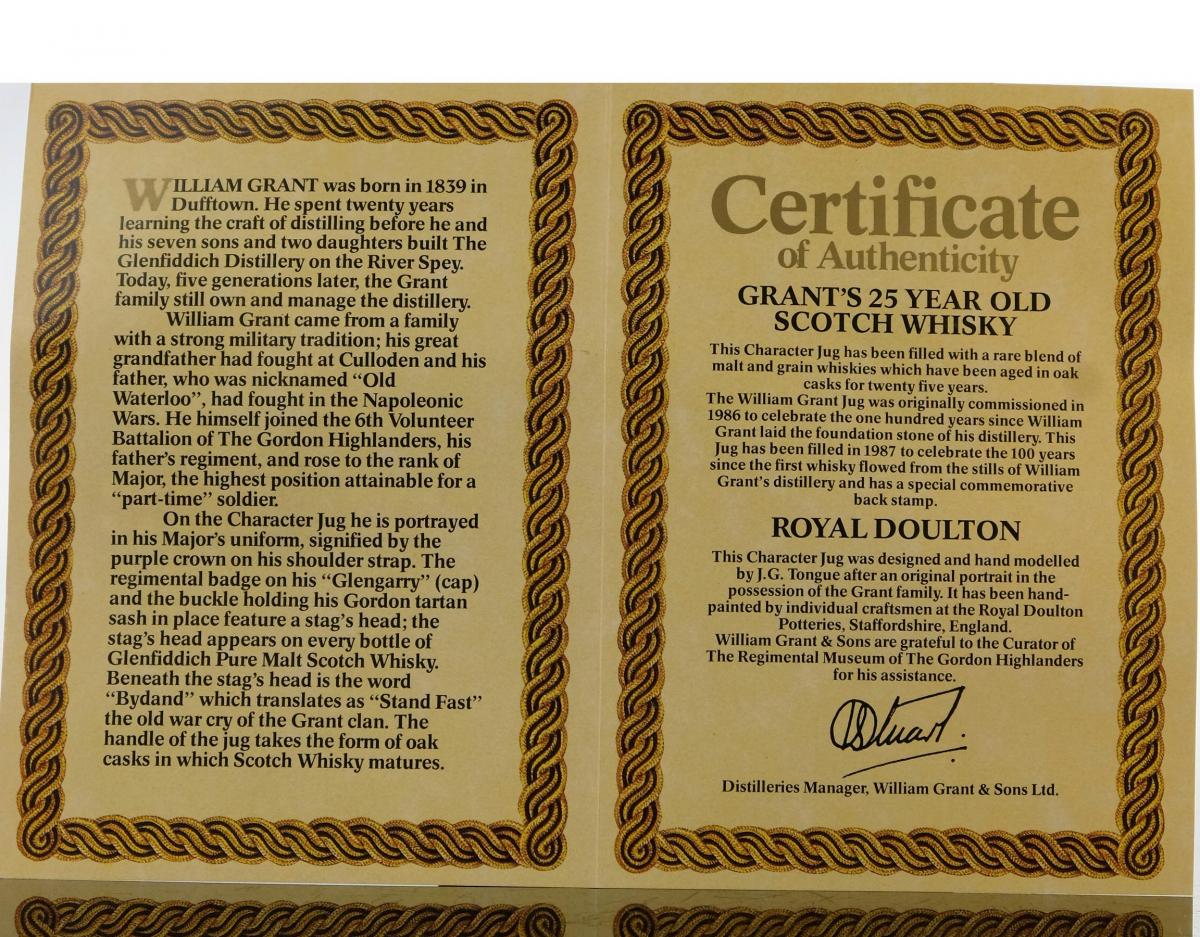 WILLIAM GRANT was born in 1839 in
Dufftown. He spent twenty years
learning the craft of distilling before he and
his seven sons and two daughters built The
Glenfiddich Distillery on the River Spey.
Today, five generations later, the Grant
family still own and manage the distillery.
William Grant came from a family
with a strong military tradition; his great
grandfather had fought at Culloden and his
father, who was nicknamed “Old
Waterloo”, had fought in the Napoleonic
Wars. He himself joined the 6th Volunteer
Battalion of The Gordon Highlanders, his
father’s regiment, and rose to the rank of
Major, the highest position attainable for a
“part-time” soldier.
On the Character Jug he is portrayed
in his Major’s uniform, signified by the
purple crown on his shoulder strap. The
regimental badge on his “Glengarry” (cap)
and the buckle holding his Gordon tartan
sash in place feature a stag’s head; the
stag’s head appears on every bottle of
Glenfiddich Pure Malt Scotch Whisky.
Beneath the stag’s head is the word
“Bydand” which translates as “Stand Fast”
the old war cry of the Grant clan. The
handle of the jug takes the form of oak
casks in which Scotch Whisky matures.
Certificate
of Authenticity
GRANT’S 25 YEAR OLD
SCOTCH WHISKY
This Character Jug has been filled with a rare blend of
malt and grain whiskies which have been aged in oak
casks for twenty five years.
The William Grant Jug was originally commissioned in
1986 to celebrate the one hundred years since William
Grant laid the foundation stone of his distillery. This
Jug has been filled in 1987 to celebrate the 100 years
since the first whisky flowed from the stills of William
Grant’s distillery and has a special commemorative
back stamp.
ROYAL DOULTON
This Character Jug was designed and hand modelled
by J.G. Tongue after an original portrait in the
possession of the Grant family. It has been hand-
painted by individual craftsmen at the Royal Doulton
Potteries, Staffordshire, England.
William Grant & Sons are grateful to the Curator of
The Regimental Museum of The Gordon Highlanders
for his assistance.
Distilleries Manager, William Grant & Sons Ltd.